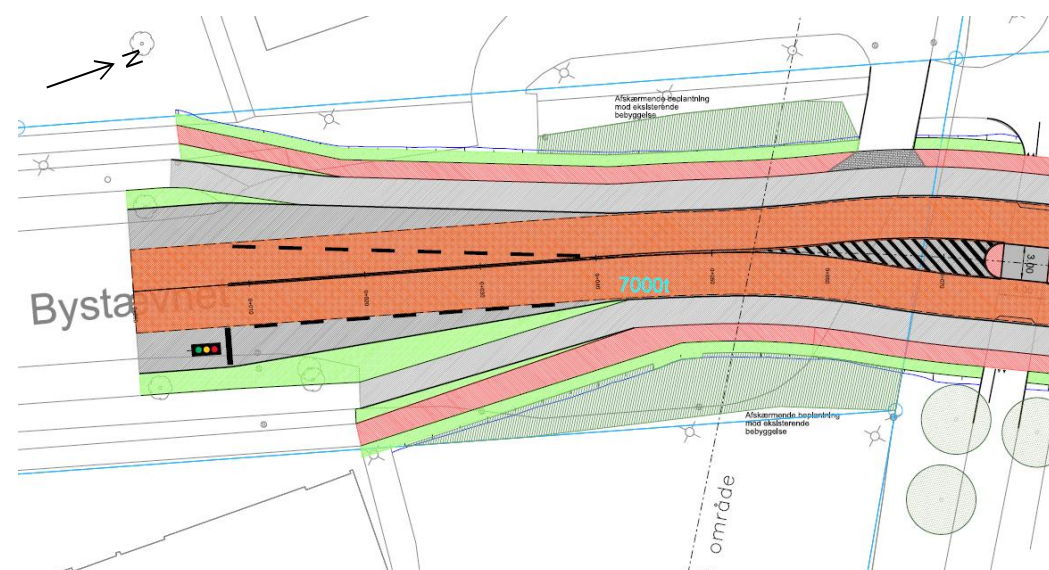 N
Afskærmende beplantning
mod eksisterende
bebyggelse
3,00
7000t
Bystævnet
Afskærmende beplantning
mod eksisterende
bebyggelse
område